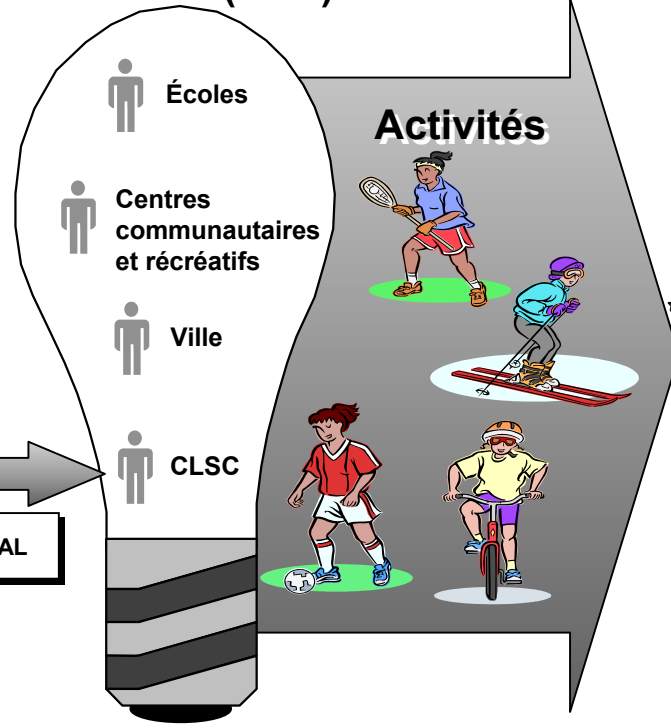 Écoles
Activités
Centres
communautaires
et récréatifs
Ville
CLSC
AL